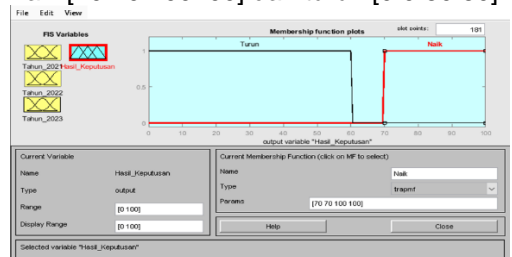 File Edit View
FIS Variables
Tahun_2021
Hasil_Keputusan
Tahun_2022
Tahun_2023
Membership function plots
plot points:
181
Turun
Naik
1
0.5
0
0 10 20 30 40 50 60 70 80 90 100
output variable "Hasil_Keputusan"
Current Variable
Name Hasil_Keputusan
Type output
Range [0 100]
Display Range [0 100]
Current Membership Function (click on MF to select)
Name Naik
Type trapmf
Params [70 70 100 100]
Help Close
Selected variable "Hasil_Keputusan"